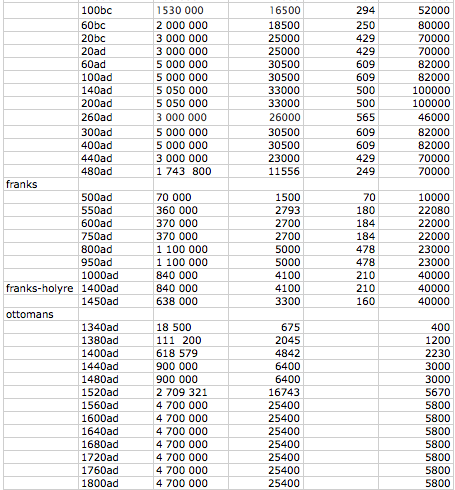 100bc 1530 000 16500 294 52000
60bc 2 000 000 18500 250 80000
20bc 3 000 000 25000 429 70000
20ad 3 000 000 25000 429 70000
60ad 5 000 000 30500 609 82000
100ad 5 000 000 30500 609 82000
140ad 5 050 000 33000 500 100000
200ad 5 050 000 33000 500 100000
260ad 3 000 000 26000 565 46000
300ad 5 000 000 30500 609 82000
400ad 5 000 000 30500 609 82000
440ad 3 000 000 23000 429 70000
480ad 1 743 800 11556 249 70000
franks
500ad 70 000 1500 70 10000
550ad 360 000 2793 180 22080
600ad 370 000 2700 184 22000
750ad 370 000 2700 184 22000
800ad 1 100 000 5000 478 23000
950ad 1 100 000 5000 478 23000
1000ad 840 000 4100 210 40000
franks-holyre 1400ad 840 000 4100 210 40000
1450ad 638 000 3300 160 40000
ottomans
1340ad 18 500 675 400
1380ad 111 200 2045 1200
1400ad 618 579 4842 2230
1440ad 900 000 6400 3000
1480ad 900 000 6400 3000
1520ad 2 709 321 16743 5670
1560ad 4 700 000 25400 5800
1600ad 4 700 000 25400 5800
1640ad 4 700 000 25400 5800
1680ad 4 700 000 25400 5800
1720ad 4 700 000 25400 5800
1760ad 4 700 000 25400 5800
1800ad 4 700 000 25400 5800